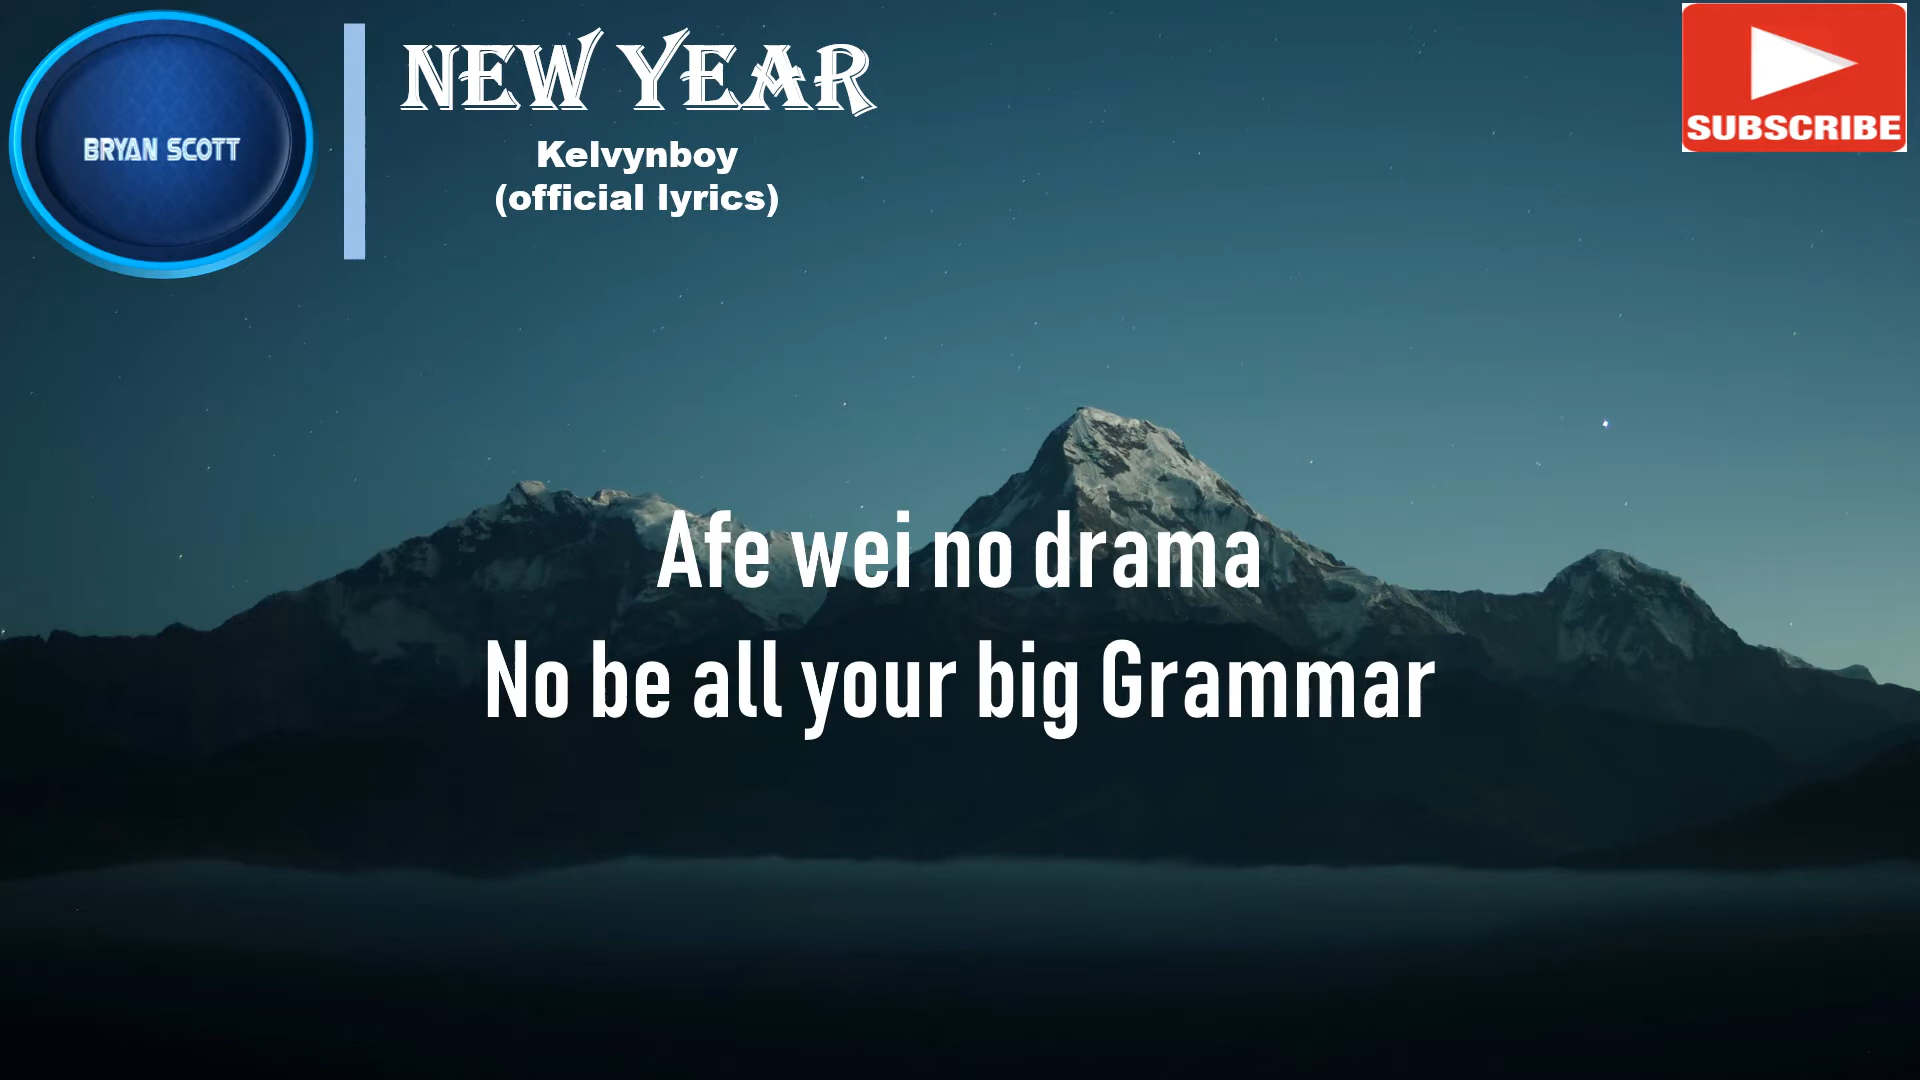 BRYAN SCOTT
NEW YEAR
Kelvynboy
(official lyrics)
SUBSCRIBE
Afe wei no drama
No be all your big Grammar